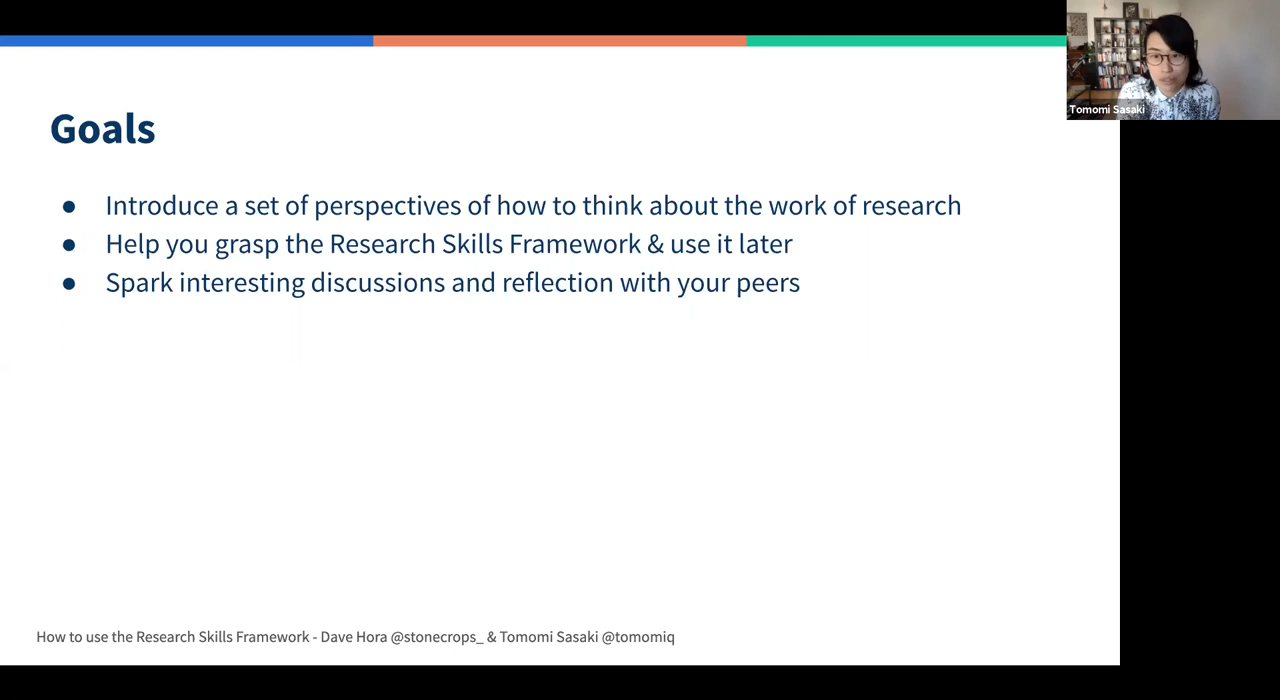 Tomomi Sasaki
Goals
● Introduce a set of perspectives of how to think about the work of research
● Help you grasp the Research Skills Framework & use it later
● Spark interesting discussions and reflection with your peers
How to use the Research Skills Framework - Dave Hora @stonecrops_ & Tomomi Sasaki @tomomiq